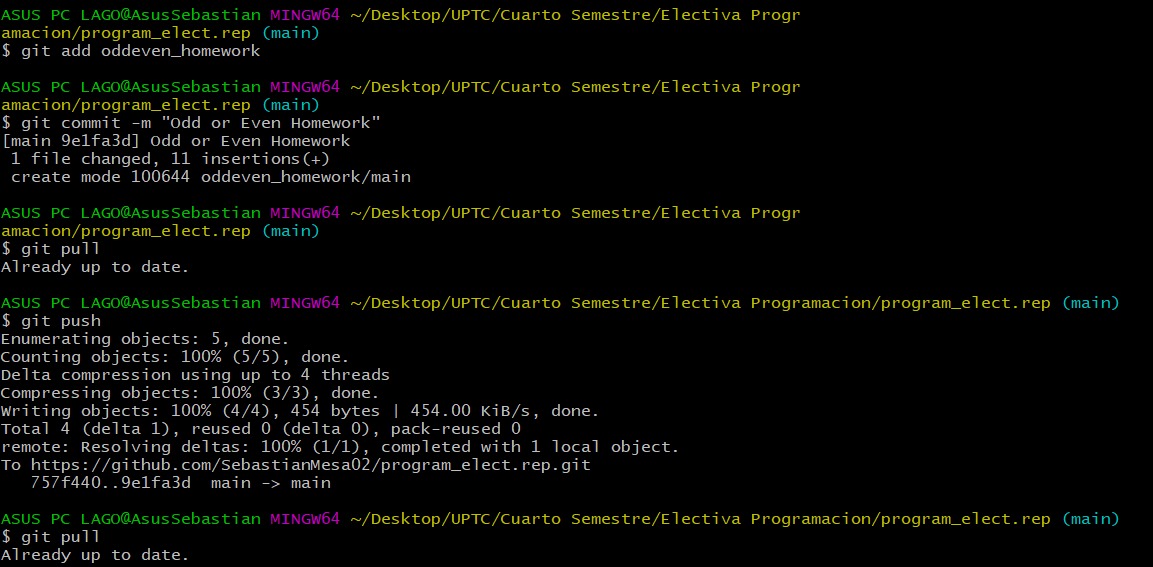 ASUS PC LAGO@AsusSebastian MINGW64 ~/Desktop/UPTC/Cuarto Semestre/Electiva Progr
amacion/program_elect.rep (main)
$ git add oddeven_homework
ASUS PC LAGO@AsusSebastian MINGW64 ~/Desktop/UPTC/Cuarto Semestre/Electiva Progr
amacion/program_elect.rep (main)
$ git commit -m "Odd or Even Homework"
[main 9e1fa3d] Odd or Even Homework
 1 file changed, 11 insertions(+)
 create mode 100644 oddeven_homework/main
ASUS PC LAGO@AsusSebastian MINGW64 ~/Desktop/UPTC/Cuarto Semestre/Electiva Progr
amacion/program_elect.rep (main)
$ git pull
Already up to date.
ASUS PC LAGO@AsusSebastian MINGW64 ~/Desktop/UPTC/Cuarto Semestre/Electiva Programacion/program_elect.rep (main)
$ git push
Enumerating objects: 5, done.
Counting objects: 100% (5/5), done.
Delta compression using up to 4 threads
Compressing objects: 100% (3/3), done.
Writing objects: 100% (4/4), 454 bytes | 454.00 KiB/s, done.
Total 4 (delta 1), reused 0 (delta 0), pack-reused 0
remote: Resolving deltas: 100% (1/1), completed with 1 local object.
To https://github.com/SebastianMesa02/program_elect.rep.git
   757f440..9e1fa3d  main -> main
ASUS PC LAGO@AsusSebastian MINGW64 ~/Desktop/UPTC/Cuarto Semestre/Electiva Programacion/program_elect.rep (main)
$ git pull
Already up to date.